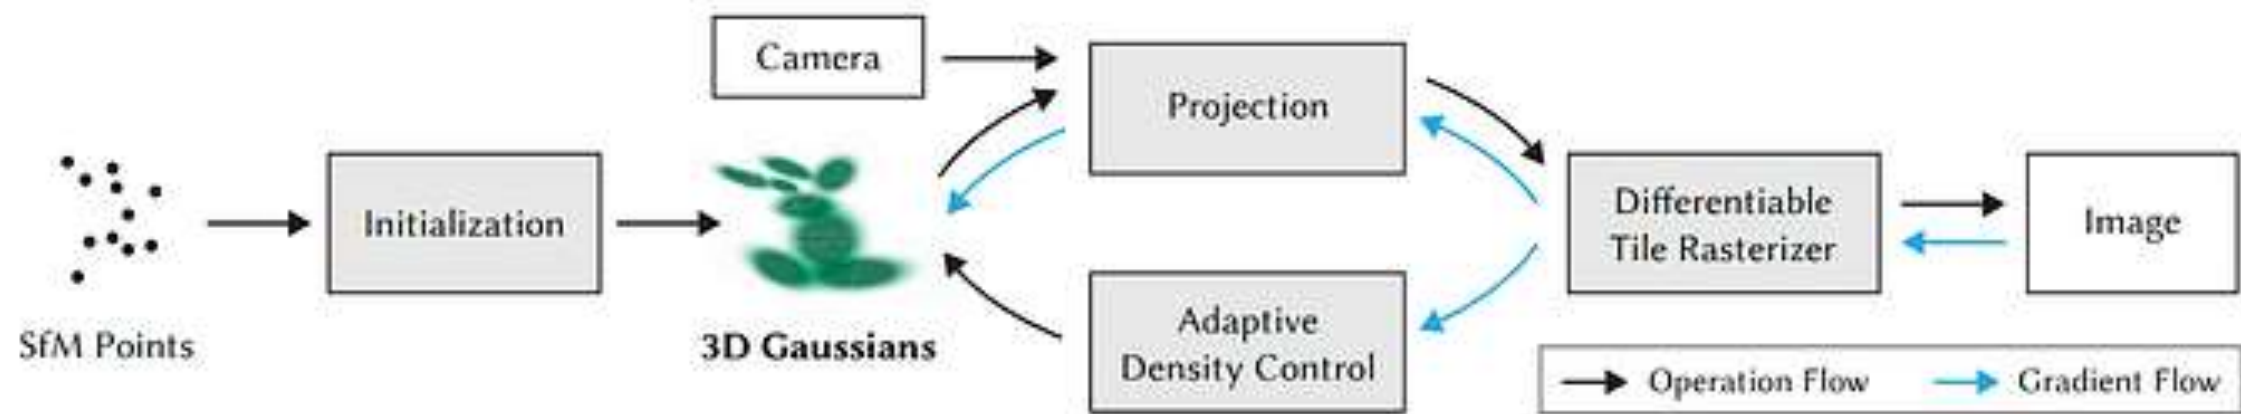 Camera
Projection
Initialization
Differentiable
Tile Rasterizer
Image
SfM Points
3D Gaussians
Adaptive
Density Control
Operation Flow
Gradient Flow